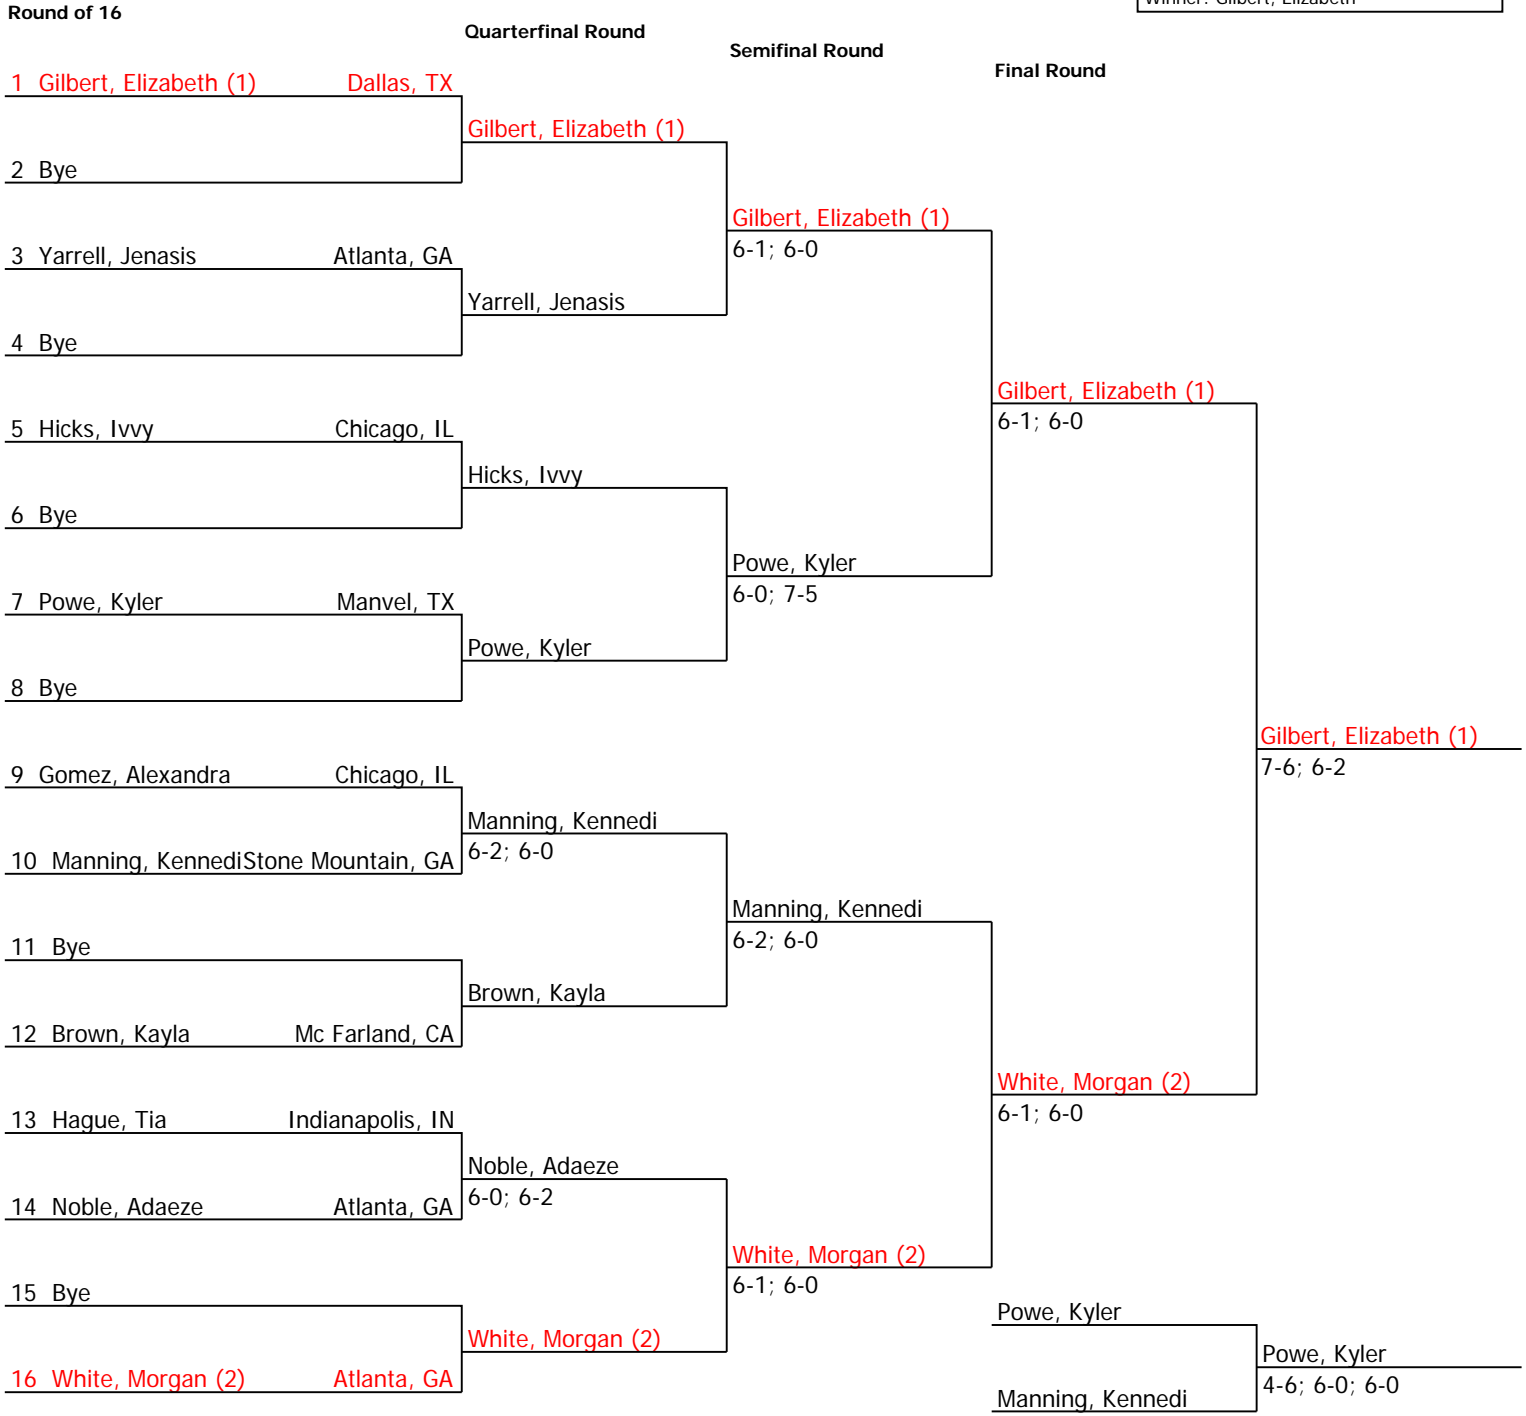 Winner: Gilbert, Elizabeth
Round of 16
Quarterfinal Round
Semifinal Round
Final Round
1 Gilbert, Elizabeth (1) Dallas, TX
2 Bye
3 Yarrell, Jenasis Atlanta, GA
4 Bye
5 Hicks, Ivvy Chicago, IL
6 Bye
7 Powe, Kyler Manvel, TX
8 Bye
9 Gomez, Alexandra Chicago, IL
10 Manning, KennediStone Mountain, GA
11 Bye
12 Brown, Kayla Mc Farland, CA
13 Hague, Tia Indianapolis, IN
14 Noble, Adaeze Atlanta, GA
15 Bye
16 White, Morgan (2) Atlanta, GA
Gilbert, Elizabeth (1)
Yarrell, Jenasis
Hicks, Ivvy
Powe, Kyler
Manning, Kennedi
6-2; 6-0
Brown, Kayla
Noble, Adaeze
6-0; 6-2
White, Morgan (2)
Gilbert, Elizabeth (1)
6-1; 6-0
Powe, Kyler
6-0; 7-5
Manning, Kennedi
6-2; 6-0
White, Morgan (2)
6-1; 6-0
Gilbert, Elizabeth (1)
6-1; 6-0
White, Morgan (2)
6-1; 6-0
Gilbert, Elizabeth (1)
7-6; 6-2
Powe, Kyler
Manning, Kennedi
Powe, Kyler
4-6; 6-0; 6-0